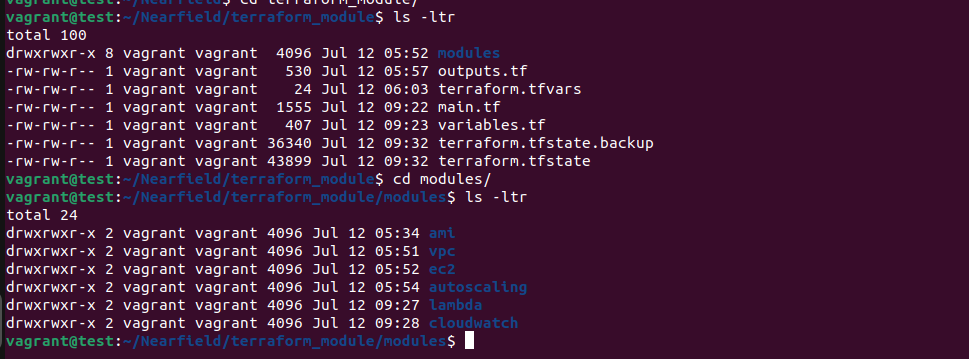 vagrant@test:~/Nearfield$ cd terraform_module/
vagrant@test:~/Nearfield/terraform_module$ ls -ltr
total 100
drwxrwxr-x 8 vagrant vagrant  4096 Jul 12 05:52 modules
-rw-rw-r-- 1 vagrant vagrant   530 Jul 12 05:57 outputs.tf
-rw-rw-r-- 1 vagrant vagrant    24 Jul 12 06:03 terraform.tfvars
-rw-rw-r-- 1 vagrant vagrant  1555 Jul 12 09:22 main.tf
-rw-rw-r-- 1 vagrant vagrant   407 Jul 12 09:23 variables.tf
-rw-rw-r-- 1 vagrant vagrant 36340 Jul 12 09:32 terraform.tfstate.backup
-rw-rw-r-- 1 vagrant vagrant 43899 Jul 12 09:32 terraform.tfstate
vagrant@test:~/Nearfield/terraform_module$ cd modules/
vagrant@test:~/Nearfield/terraform_module/modules$ ls -ltr
total 24
drwxrwxr-x 2 vagrant vagrant 4096 Jul 12 05:34 ami
drwxrwxr-x 2 vagrant vagrant 4096 Jul 12 05:51 vpc
drwxrwxr-x 2 vagrant vagrant 4096 Jul 12 05:52 ec2
drwxrwxr-x 2 vagrant vagrant 4096 Jul 12 05:54 autoscaling
drwxrwxr-x 2 vagrant vagrant 4096 Jul 12 09:27 lambda
drwxrwxr-x 2 vagrant vagrant 4096 Jul 12 09:28 cloudwatch
vagrant@test:~/Nearfield/terraform_module/modules$